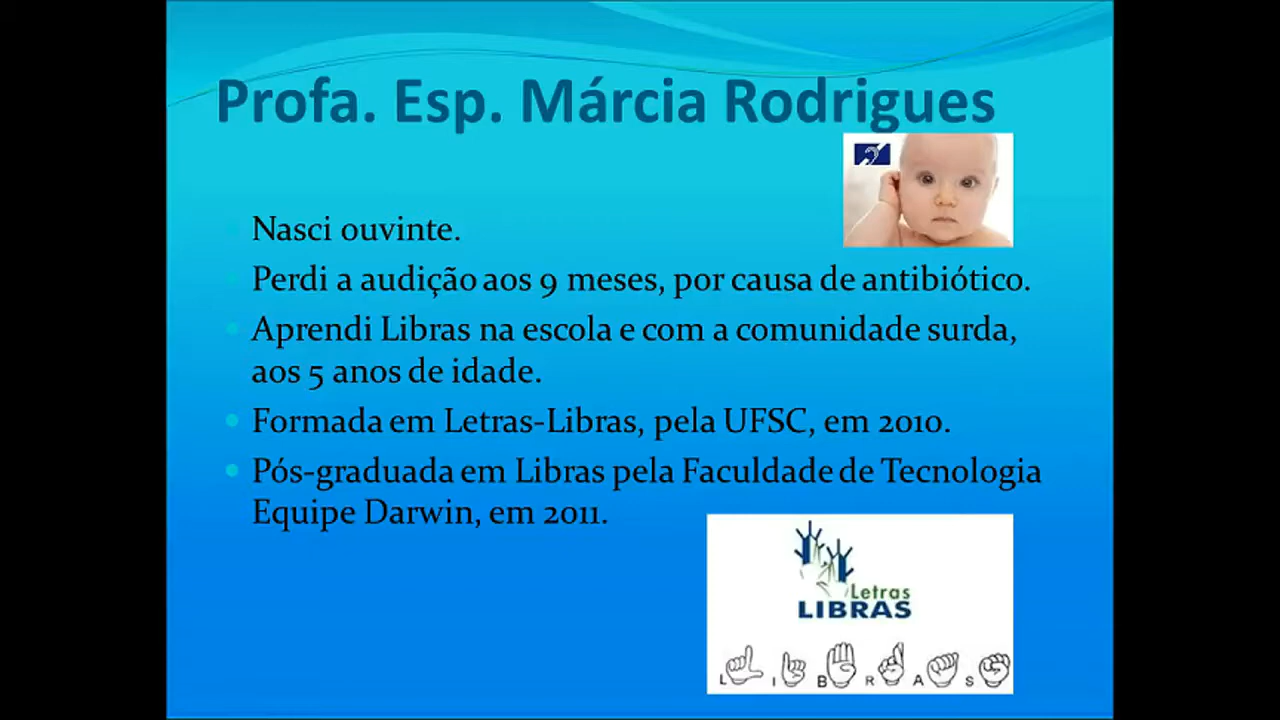 Profa. Esp. Márcia Rodrigues
Nasci ouvinte.
Perdi a audição aos 9 meses, por causa de antibiótico.
Aprendi Libras na escola e com a comunidade surda,
aos 5 anos de idade.
Formada em Letras-Libras, pela UFSC, em 2010.
Pós-graduada em Libras pela Faculdade de Tecnologia
Equipe Darwin, em 2011.
Letras
LIBRAS
L I B R A S